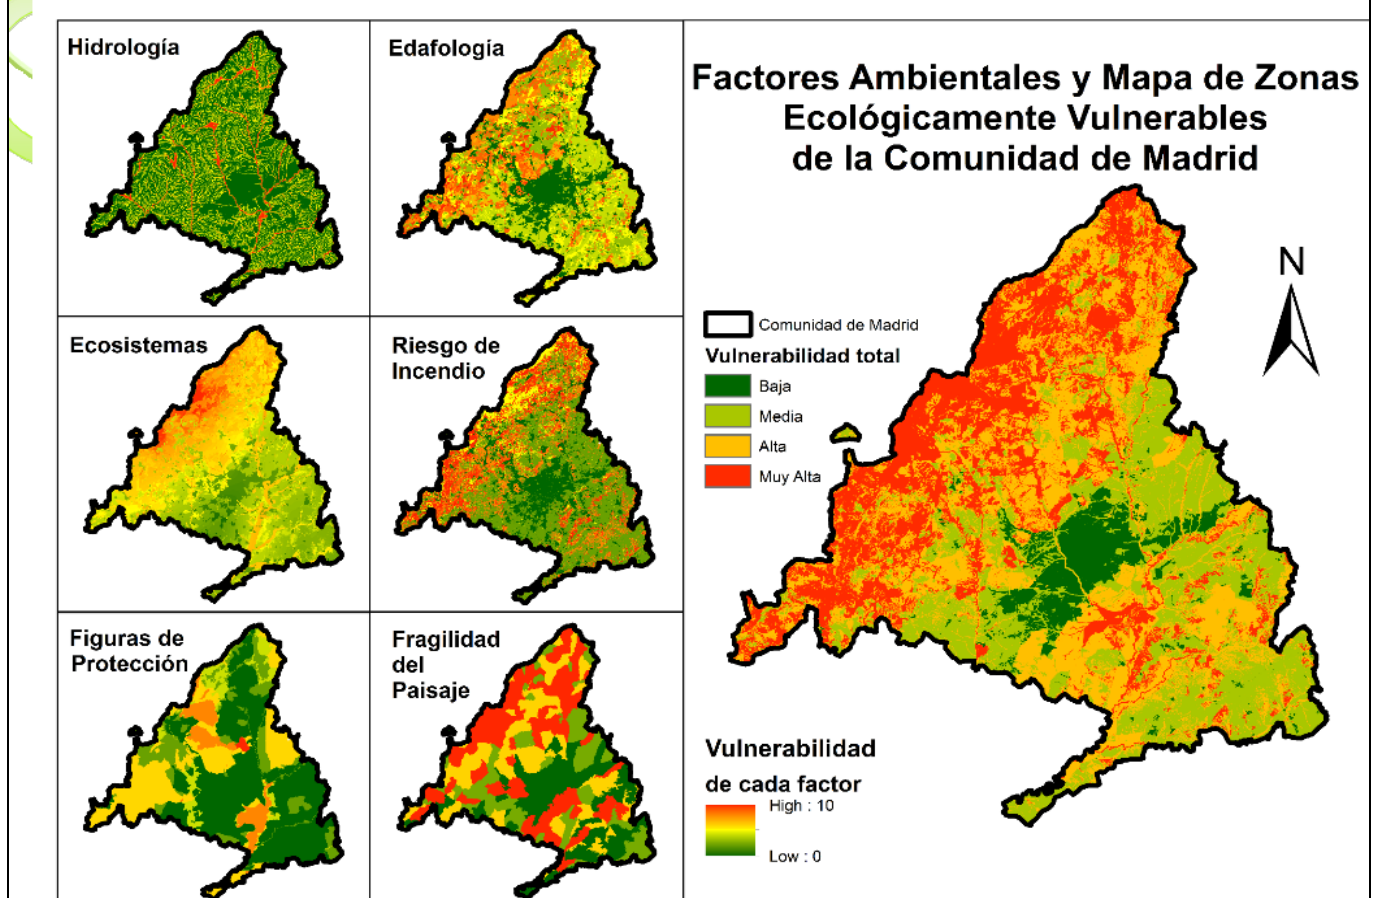 Hidrología
Edafología
Ecosistemas
Riesgo de
Incendio
Figuras de
Protección
Fragilidad
del
Paisaje
Factores Ambientales y Mapa de Zonas
Ecológicamente Vulnerables
de la Comunidad de Madrid
N
Comunidad de Madrid
Vulnerabilidad total
Baja
Media
Alta
Muy Alta
Vulnerabilidad
de cada factor
High : 10
Low : 0